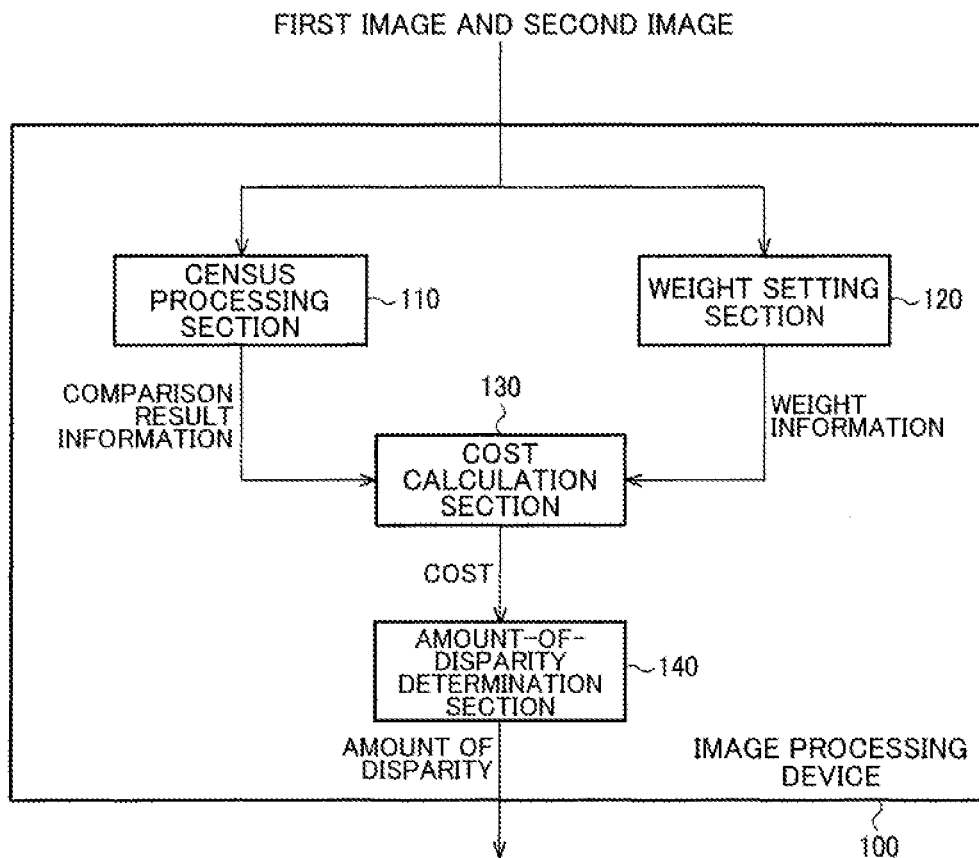 FIRST IMAGE AND SECOND IMAGE
CENSUS
PROCESSING
SECTION
110
WEIGHT SETTING
SECTION
120
COMPARISON
RESULT
INFORMATION
130
WEIGHT
INFORMATION
COST
CALCULATION
SECTION
COST
AMOUNT-OF-
DISPARITY
DETERMINATION
SECTION
140
AMOUNT OF
DISPARITY
IMAGE PROCESSING
DEVICE
100